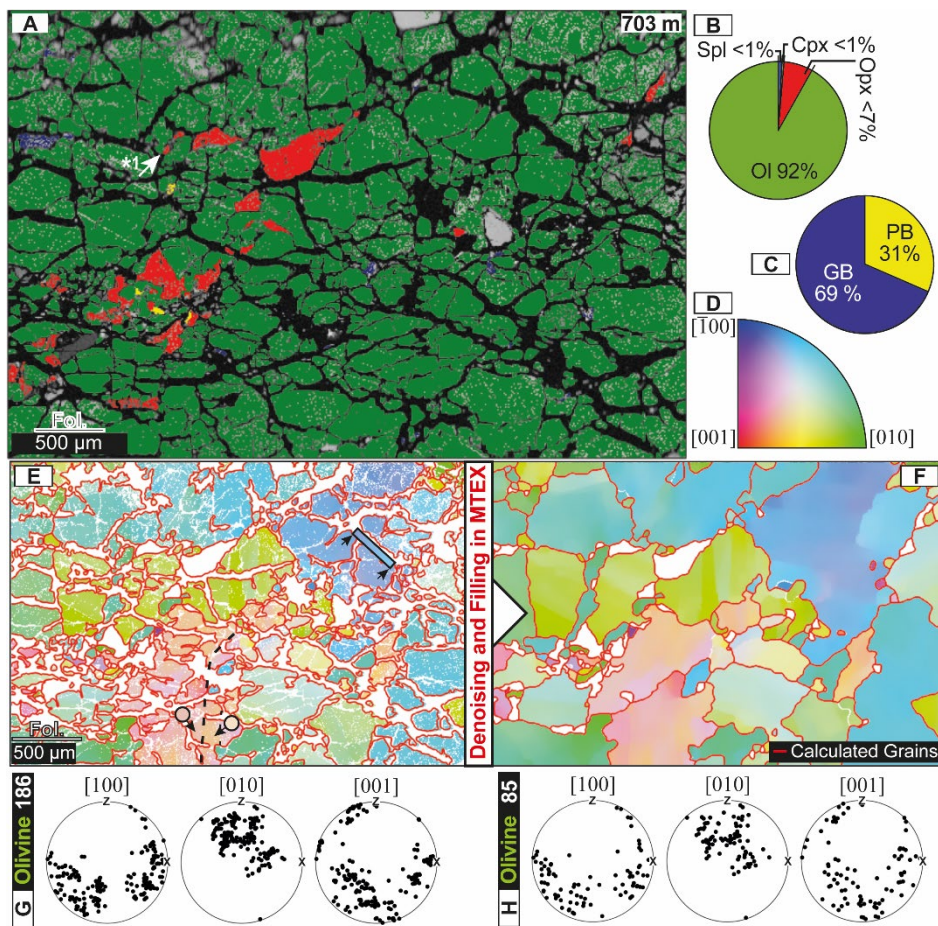 A
703 m
*1
Fol.
500 µm
B
Spl <1%
Cpx <1%
Opx <7%
Ol 92%
C
PB
31%
GB
69 %
D
[1̅00]
[001]
[010]
E
Fol.
500 µm
Denoising and Filling in MTEX
F
Calculated Grains
G
Olivine 186
[100]
z
[010]
z
x
[001]
z
x
H
Olivine 85
[100]
z
[010]
z
x
[001]
z
x